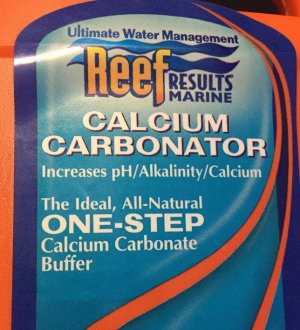 Ultimate Water Management
Reef RESULTS
MARINE
CALCIUM
CARBONATOR
Increases pH/Alkalinity/Calcium
The Ideal, All-Natural
ONE-STEP
Calcium Carbonate
Buffer